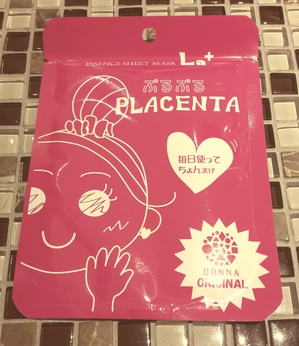 ESSENCE SHEET MASK La+
ぷるぷる
PLACENTA
毎日使って
ちょんまげ
DONNA
ORIGINAL